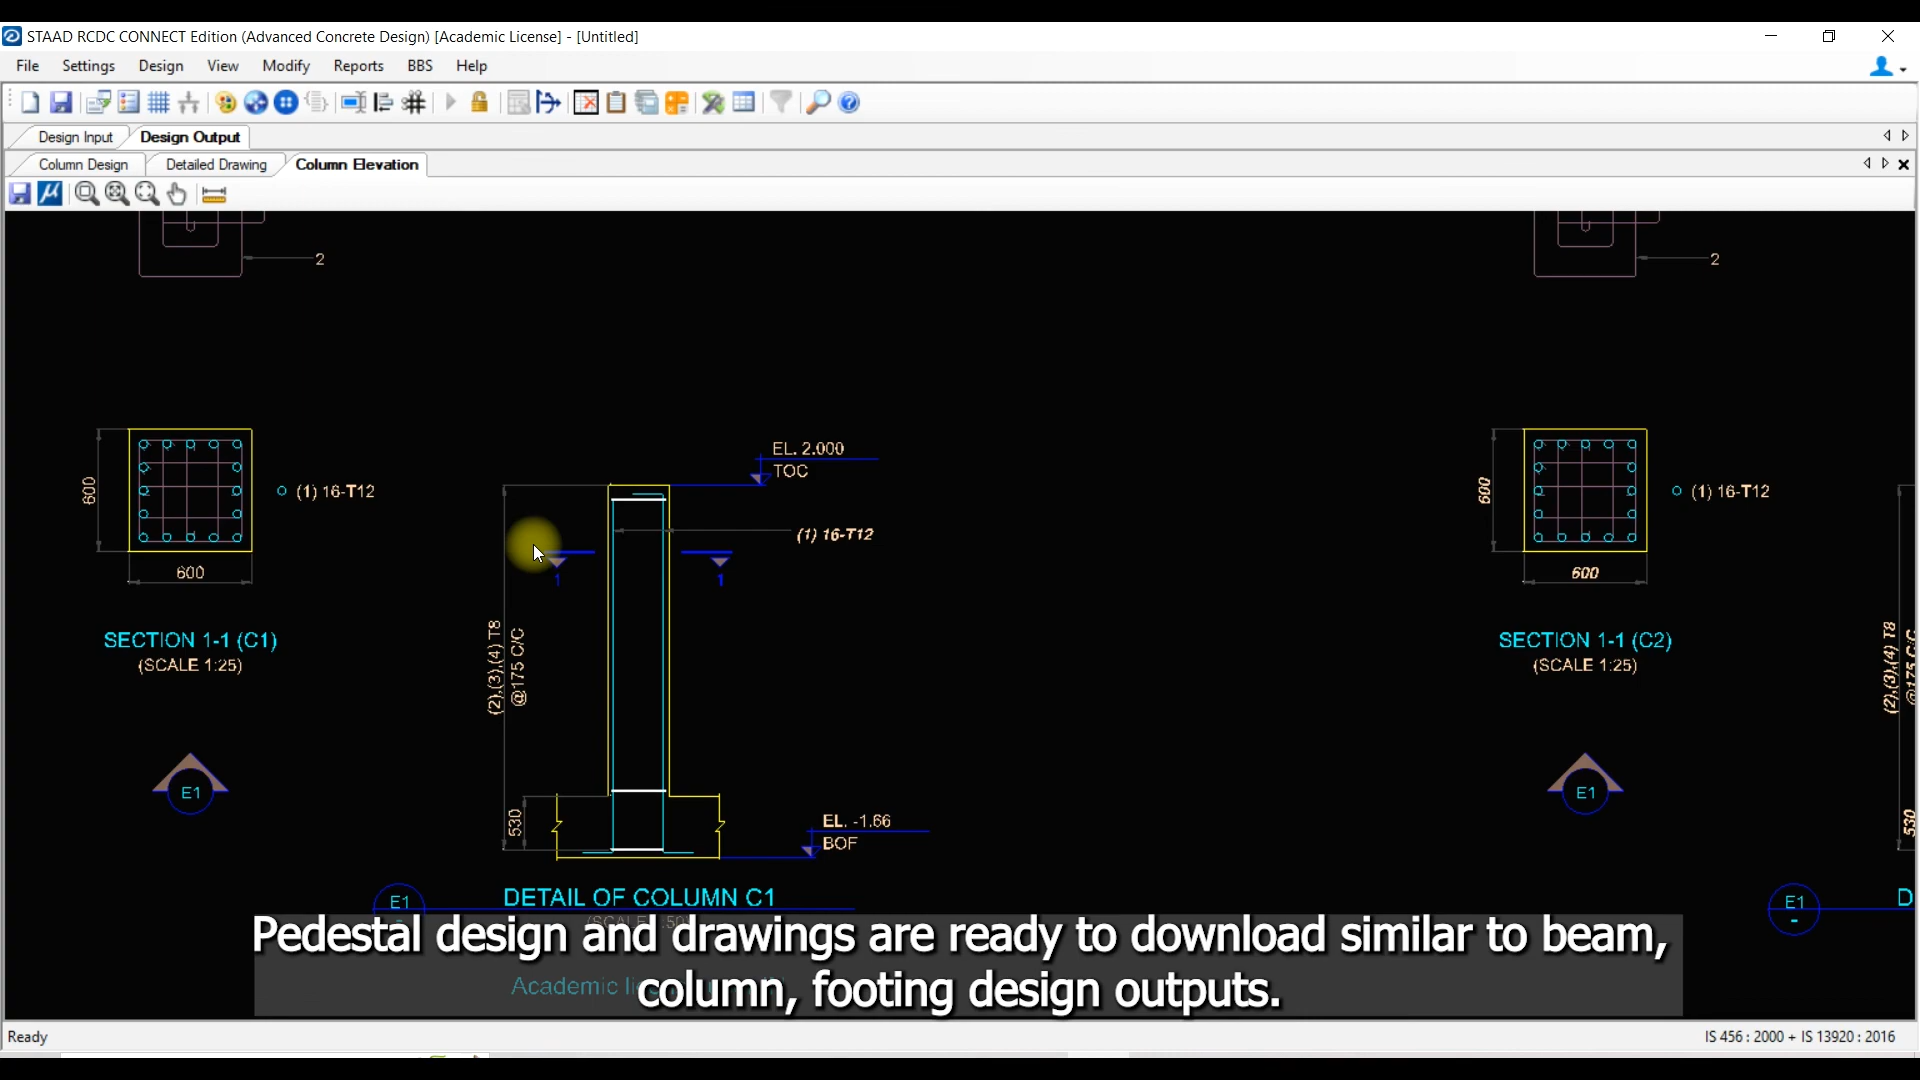 STAAD RCDC CONNECT Edition (Advanced Concrete Design) [Academic License] - [Untitled]
File Settings Design View Modify Reports BBS Help
Design Input Design Output
Column Design Detailed Drawing Column Elevation
2
2
EL. 2.000
TOC
600
(1) 16-T12
(1) 16-T12
600
(1) 16-T12
600
600
1
1
SECTION 1-1 (C1)
(SCALE 1:25)
(2),(3),(4) T8
@175 C/C
SECTION 1-1 (C2)
(SCALE 1:25)
(2),(3),(4) T8
@175 C/C
E1
E1
530
EL. -1.66
BOF
530
E1
DETAIL OF COLUMN C1
E1
-
D
Pedestal design and drawings are ready to download similar to beam,
column, footing design outputs.
Academic
Ready
IS 456 : 2000 + IS 13920 : 2016